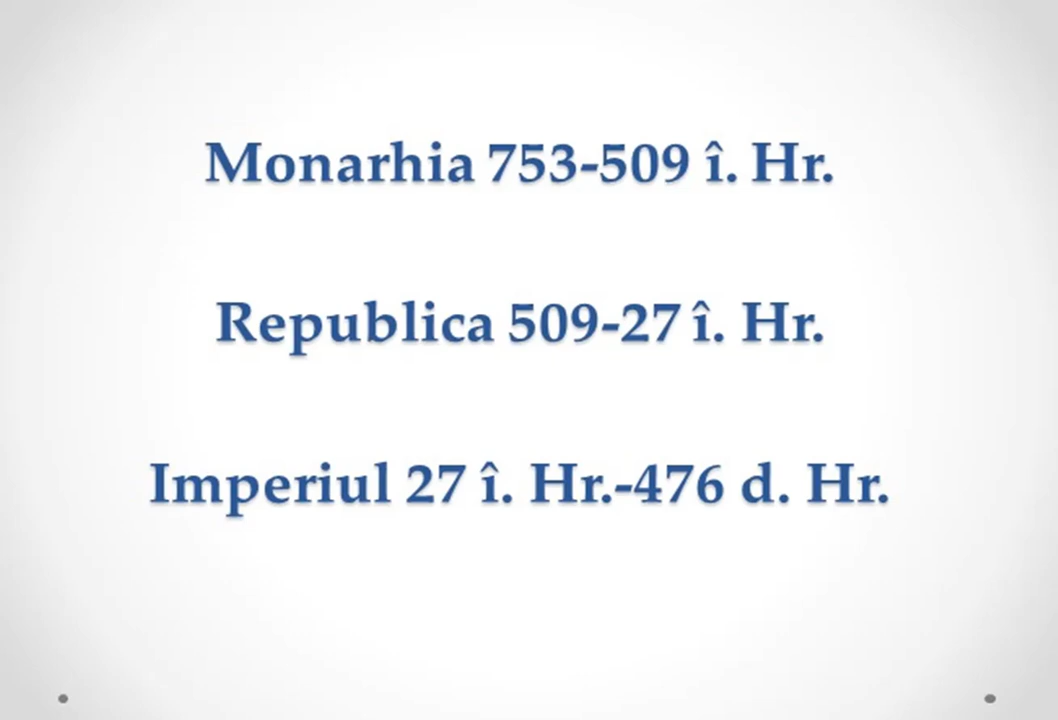 Monarhia 753-509 î. Hr.
Republica 509-27 î. Hr.
Imperiul 27 î. Hr.-476 d. Hr.